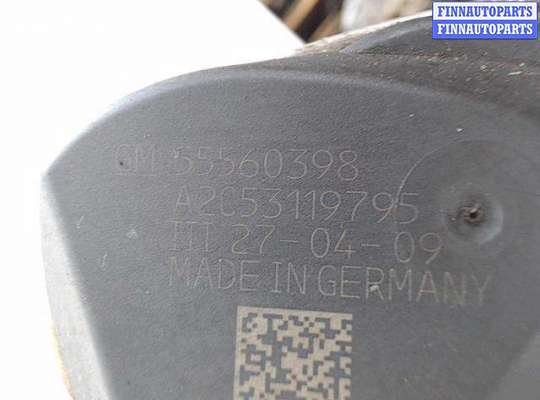 FINNAUTOPARTS
FINNAUTOPARTS
GM 55560398
A2C53119795
III 27-04-09
MADE IN GERMANY